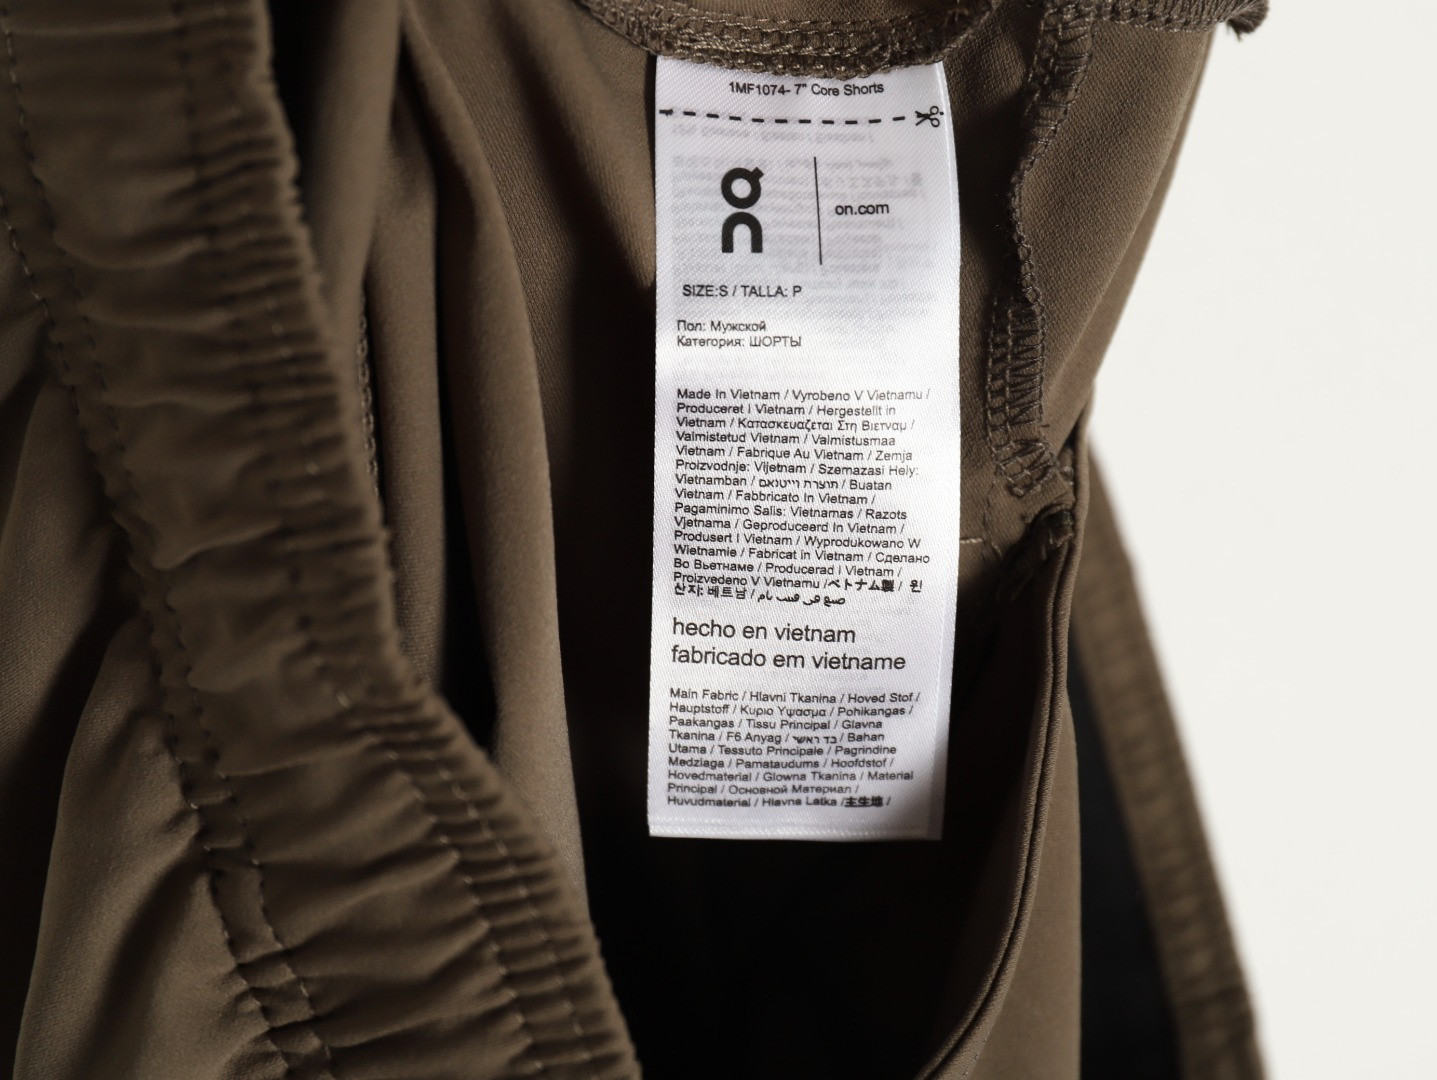 1MF1074- 7" Core Shorts
on
on.com
SIZE:S / TALLA: P
Пол: Мужской
Категория: ШОРТЫ
Made In Vietnam / Vyrobeno V Vietnamu /
Produceret I Vietnam / Hergestellt in
Vietnam / Κατασκευαζεται Στη Βιετναμ /
Valmistetud Vietnam / Valmistusmaa
Vietnam / Fabrique Au Vietnam / Zemja
Proizvodnje: Vijetnam / Szemazasi Hely:
Vietnamban / תוצרת וייטנאם / Buatan
Vietnam / Fabbricato In Vietnam /
Pagaminimo Salis: Vietnamas / Razots
Vjetnama / Geproduceerd In Vietnam /
Produsert I Vietnam / Wyprodukowano W
Wietnamie / Fabricat in Vietnam / Сделано
Во Вьетнаме / Producerad I Vietnam /
Proizvedeno V Vietnamu /ベトナム製 / 원
산지: 베트남 / صنع في فيتنام
hecho en vietnam
fabricado em vietname
Main Fabric / Hlavni Tkanina / Hoved Stof /
Hauptstoff / Κυριο Υφασμα / Pohikangas /
Paakangas / Tissu Principal / Glavna
Tkanina / F6 Anyag / בד ראשי / Bahan
Utama / Tessuto Principale / Pagrindine
Medziaga / Pamataudums / Hoofdstof /
Hovedmaterial / Glowna Tkanina / Material
Principal / Основной Материал /
Huvudmaterial / Hlavna Latka /主生地 /